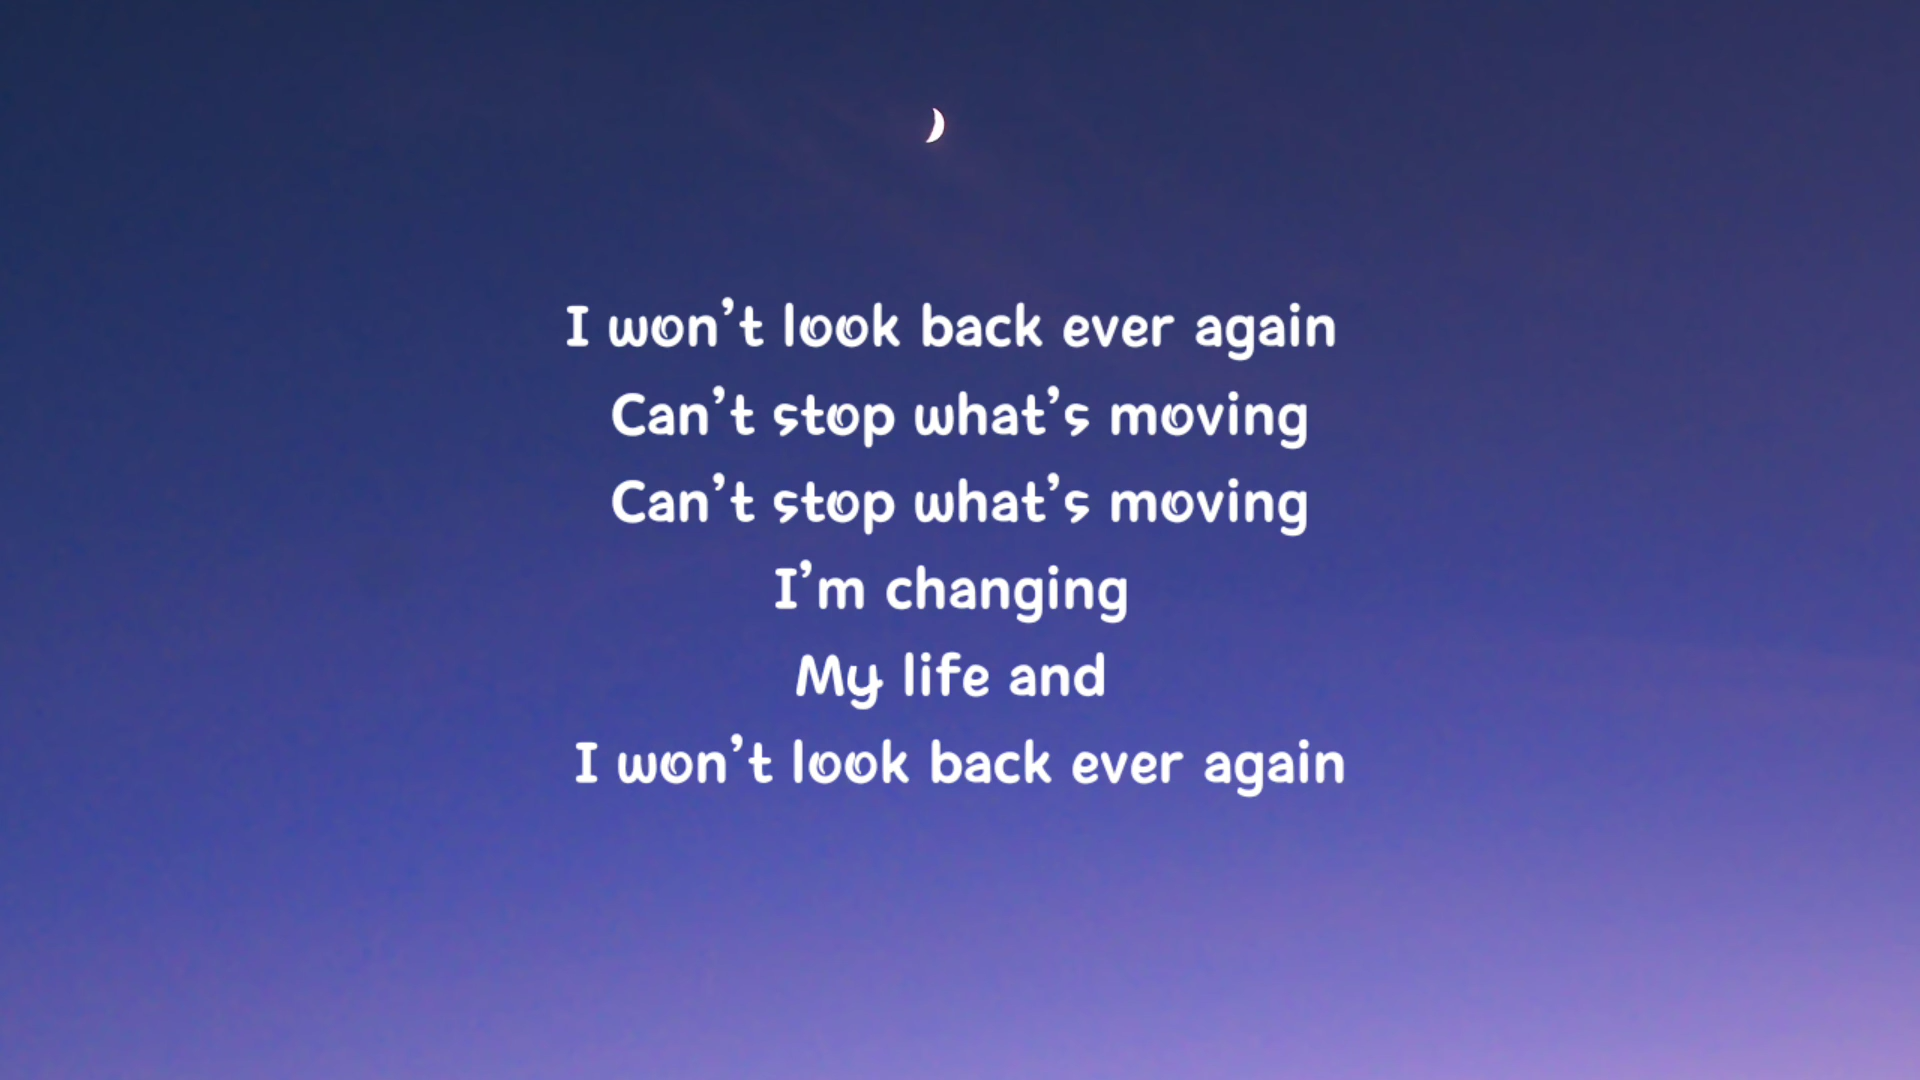 I won’t look back ever again
Can’t stop what’s moving
Can’t stop what’s moving
I’m changing
My life and
I won’t look back ever again